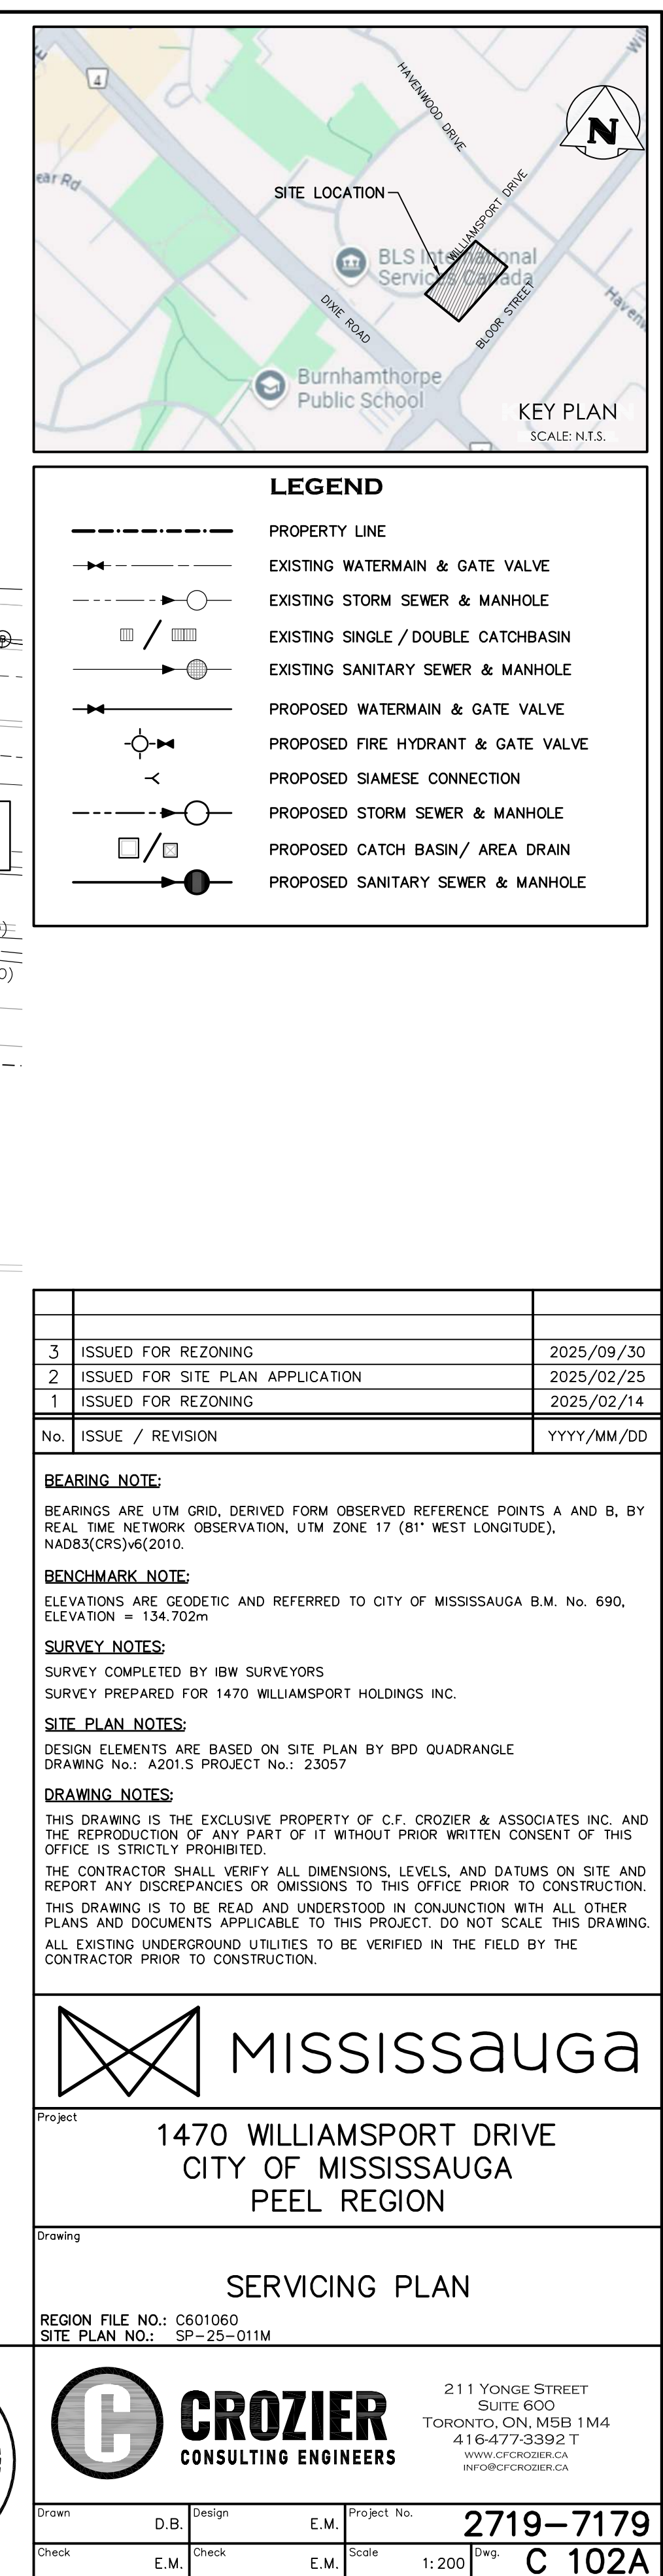 4
HAVENWOOD DRIVE
N
ear Rd
SITE LOCATION
WILLIAMSPORT DRIVE
BLS International
Services Canada
DIXIE ROAD
BLOOR STREET
Burnhamthorpe
Public School
KEY PLAN
SCALE: N.T.S.
LEGEND
PROPERTY LINE
EXISTING WATERMAIN & GATE VALVE
EXISTING STORM SEWER & MANHOLE
EXISTING SINGLE / DOUBLE CATCHBASIN
EXISTING SANITARY SEWER & MANHOLE
PROPOSED WATERMAIN & GATE VALVE
PROPOSED FIRE HYDRANT & GATE VALVE
PROPOSED SIAMESE CONNECTION
PROPOSED STORM SEWER & MANHOLE
PROPOSED CATCH BASIN/ AREA DRAIN
PROPOSED SANITARY SEWER & MANHOLE
0)
3 ISSUED FOR REZONING 2025/09/30
2 ISSUED FOR SITE PLAN APPLICATION 2025/02/25
1 ISSUED FOR REZONING 2025/02/14
No. ISSUE / REVISION YYYY/MM/DD
BEARING NOTE:
BEARINGS ARE UTM GRID, DERIVED FORM OBSERVED REFERENCE POINTS A AND B, BY
REAL TIME NETWORK OBSERVATION, UTM ZONE 17 (81° WEST LONGITUDE),
NAD83(CRS)v6(2010.
BENCHMARK NOTE:
ELEVATIONS ARE GEODETIC AND REFERRED TO CITY OF MISSISSAUGA B.M. No. 690,
ELEVATION = 134.702m
SURVEY NOTES:
SURVEY COMPLETED BY IBW SURVEYORS
SURVEY PREPARED FOR 1470 WILLIAMSPORT HOLDINGS INC.
SITE PLAN NOTES:
DESIGN ELEMENTS ARE BASED ON SITE PLAN BY BPD QUADRANGLE
DRAWING No.: A201.S PROJECT No.: 23057
DRAWING NOTES:
THIS DRAWING IS THE EXCLUSIVE PROPERTY OF C.F. CROZIER & ASSOCIATES INC. AND
THE REPRODUCTION OF ANY PART OF IT WITHOUT PRIOR WRITTEN CONSENT OF THIS
OFFICE IS STRICTLY PROHIBITED.
THE CONTRACTOR SHALL VERIFY ALL DIMENSIONS, LEVELS, AND DATUMS ON SITE AND
REPORT ANY DISCREPANCIES OR OMISSIONS TO THIS OFFICE PRIOR TO CONSTRUCTION.
THIS DRAWING IS TO BE READ AND UNDERSTOOD IN CONJUNCTION WITH ALL OTHER
PLANS AND DOCUMENTS APPLICABLE TO THIS PROJECT. DO NOT SCALE THIS DRAWING.
ALL EXISTING UNDERGROUND UTILITIES TO BE VERIFIED IN THE FIELD BY THE
CONTRACTOR PRIOR TO CONSTRUCTION.
MISSISSaUGa
Project
1470 WILLIAMSPORT DRIVE
CITY OF MISSISSAUGA
PEEL REGION
Drawing
SERVICING PLAN
REGION FILE NO.: C601060
SITE PLAN NO.: SP-25-011M
C CROZIER
CONSULTING ENGINEERS
211 YONGE STREET
SUITE 600
TORONTO, ON, M5B 1M4
416-477-3392 T
WWW.CFCROZIER.CA
INFO@CFCROZIER.CA
Drawn D.B. Design E.M. Project No. 2719-7179
Check E.M. Check E.M. Scale 1:200 Dwg. C 102A